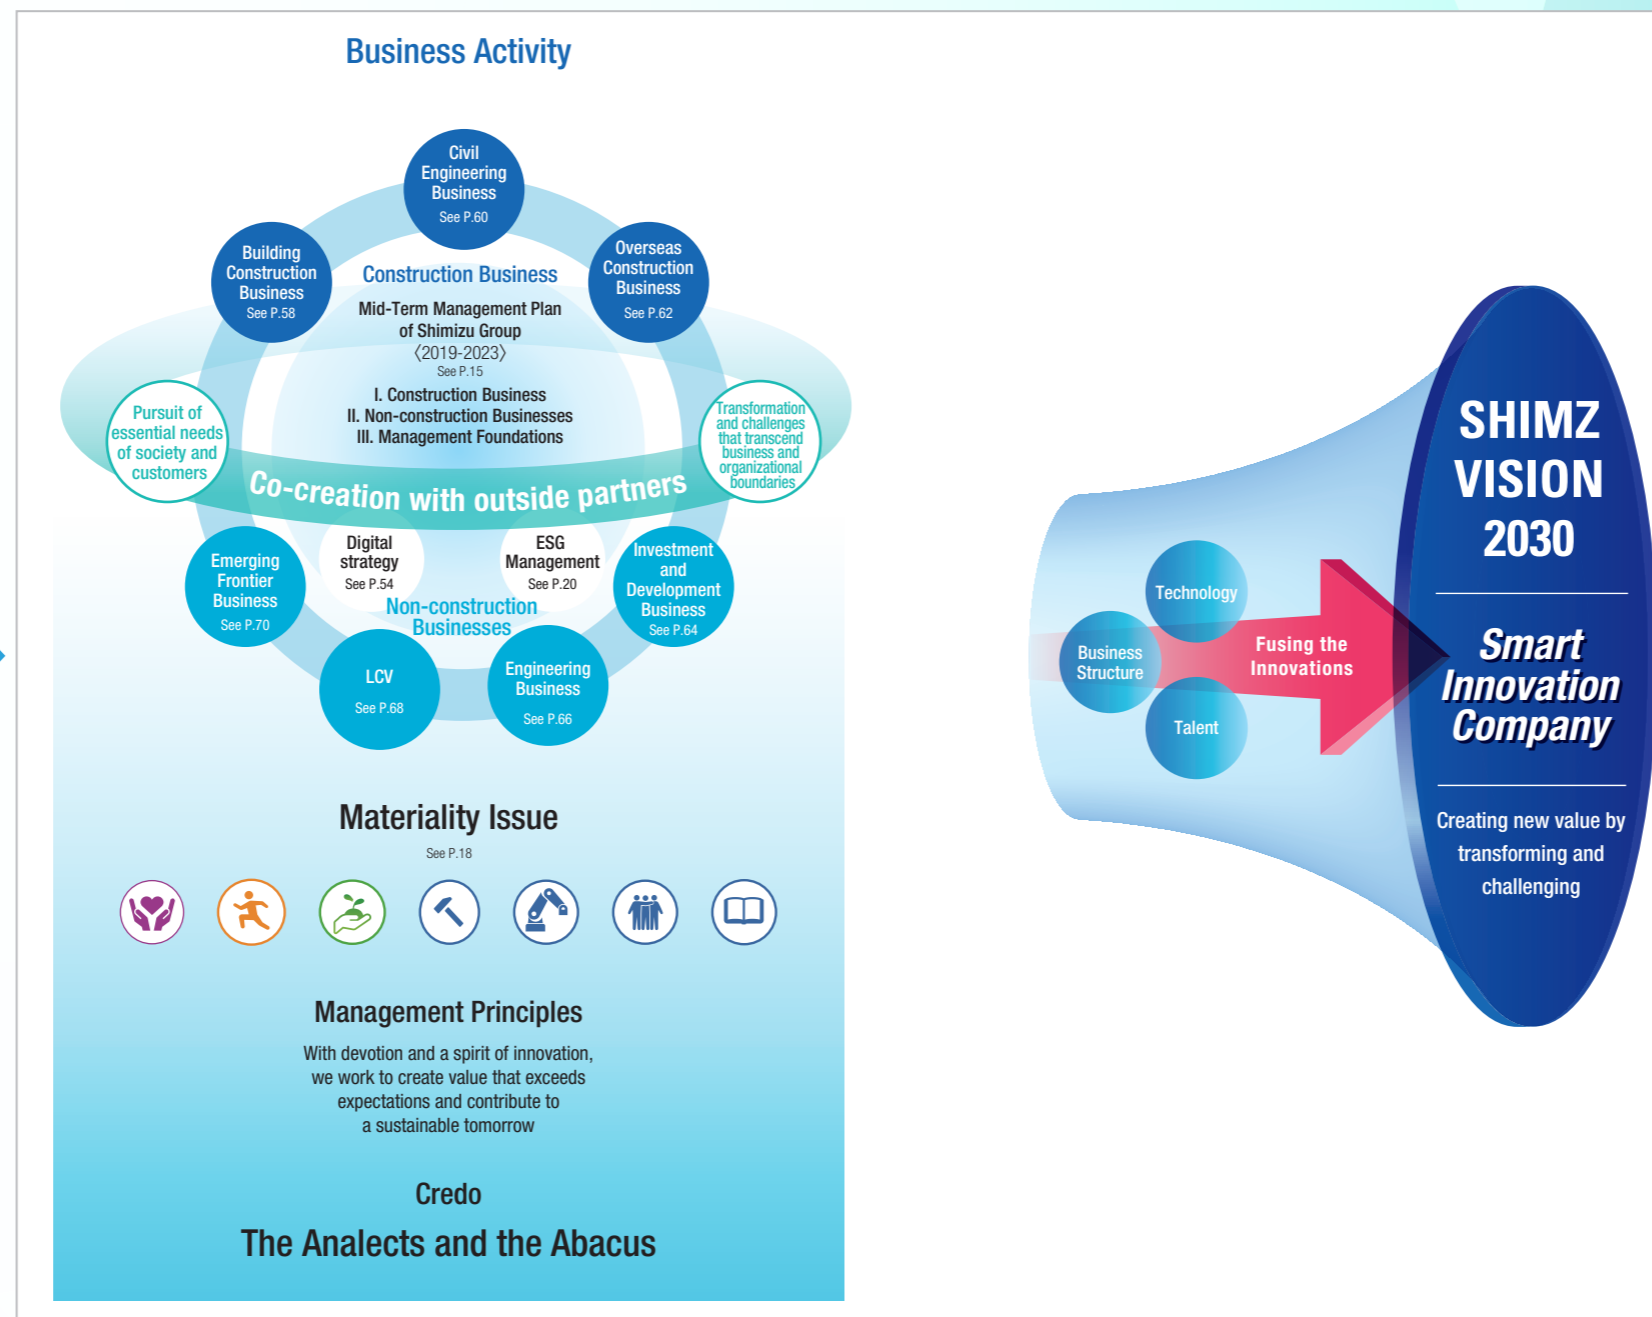 Business Activity
Civil
Engineering
Business
See P.60
Building
Construction
Business
See P.58
Overseas
Construction
Business
See P.62
Construction Business
Mid-Term Management Plan
of Shimizu Group
〈2019-2023〉
See P.15
I. Construction Business
II. Non-construction Businesses
III. Management Foundations
Pursuit of
essential needs
of society and
customers
Transformation
and challenges
that transcend
business and
organizational
boundaries
Co-creation with outside partners
Emerging
Frontier
Business
See P.70
Digital
strategy
See P.54
ESG
Management
See P.20
Investment
and
Development
Business
See P.64
Non-construction
Businesses
LCV
See P.68
Engineering
Business
See P.66
Materiality Issue
See P.18
Management Principles
With devotion and a spirit of innovation,
we work to create value that exceeds
expectations and contribute to
a sustainable tomorrow
Credo
The Analects and the Abacus
Technology
Business
Structure
Talent
Fusing the
Innovations
SHIMZ
VISION
2030
Smart
Innovation
Company
Creating new value by
transforming and
challenging